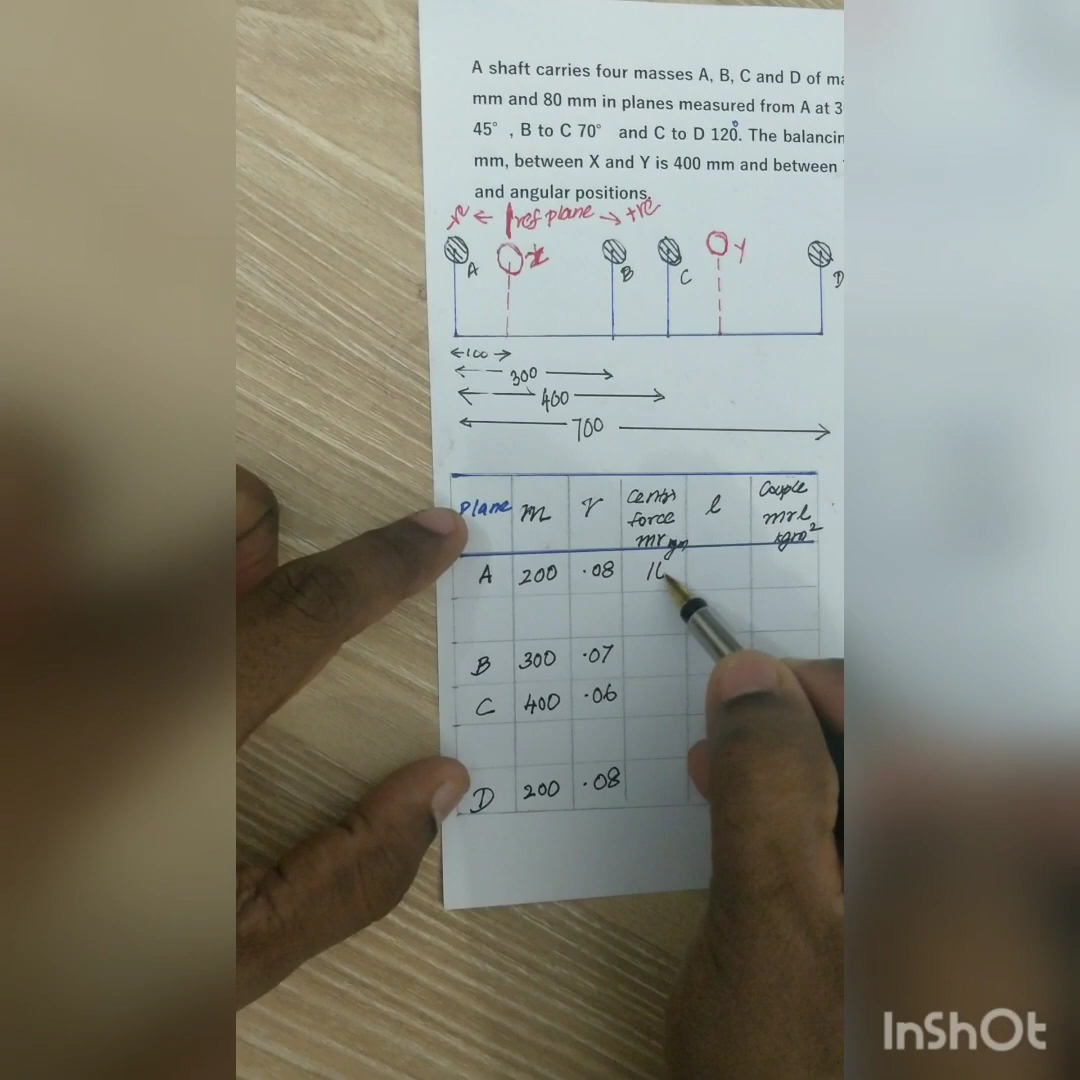 A shaft carries four masses A, B, C and D of ma
mm and 80 mm in planes measured from A at 3
45° , B to C 70° and C to D 120°. The balancin
mm, between X and Y is 400 mm and between
and angular positions.
-ve ← ref plane → +ve
A X B C Y D
100
300
400
700
Plane m r Centri force mr l Couple mrl
A 200 .08
B 300 .07
C 400 .06
D 200 .08
InShOt